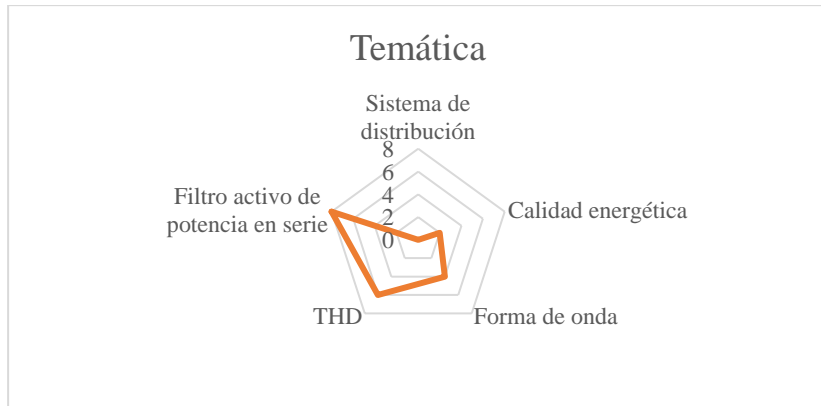 Temática
Sistema de
distribución
8
6
4
2
0
Calidad energética
Forma de onda
THD
Filtro activo de
potencia en serie